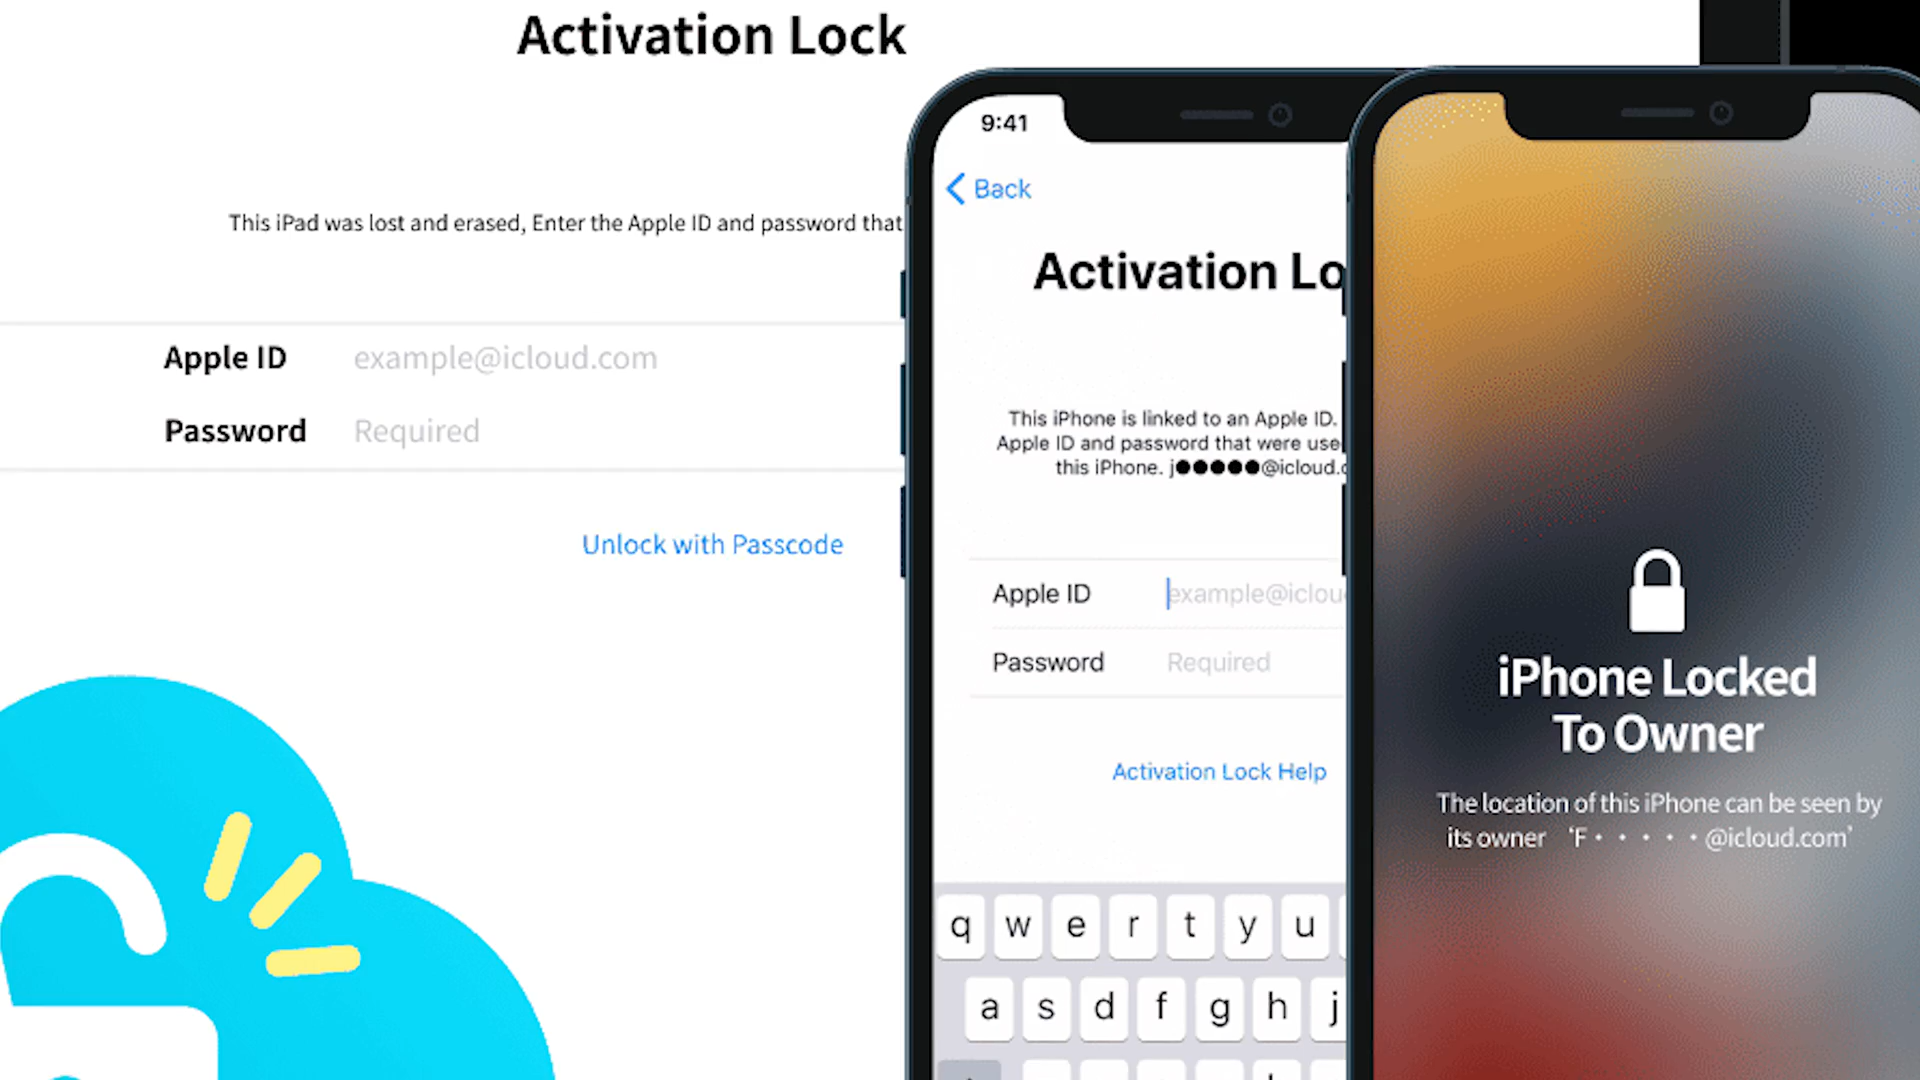 Activation Lock
This iPad was lost and erased, Enter the Apple ID and password that
Apple ID example@icloud.com
Password Required
Unlock with Passcode
9:41
Back
Activation Lo
This iPhone is linked to an Apple ID.
Apple ID and password that were use
this iPhone. j●●●●●@icloud.c
Apple ID example@iclou
Password Required
Activation Lock Help
q w e r t y u
a s d f g h j
iPhone Locked
To Owner
The location of this iPhone can be seen by
its owner ‘F • • • • • @icloud.com’